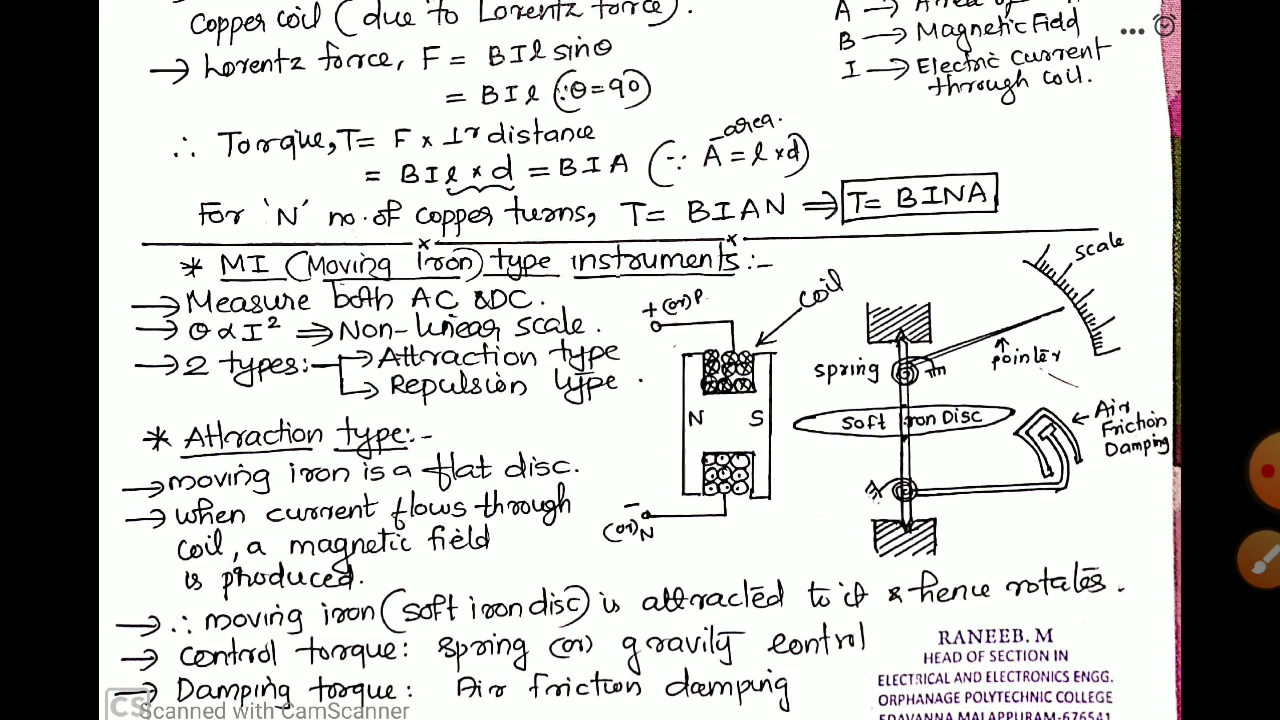 Copper coil (due to Lorentz force).
→ Lorentz force, F = BIl sinθ
= BIl (∵θ=90)
∴ Torque, T= F x ⊥r distance
= BIl x d = BIA (∵ A = l x d)
area.
For 'N' no. of copper turns, T= BIAN ⇒ T= BINA
A →
B → Magnetic Field
I → Electric Current
through coil.
* MI (Moving Iron) type instruments:-
→ Measure both AC & DC.
→ θ α I² ⇒ Non-linear scale.
→ 2 types:- → Attraction type
→ Repulsion type.
* Attraction type:-
→ moving iron is a flat disc.
→ when current flows through
coil, a magnetic field
is produced.
+ (or) P
coil
N S
- (or) N
scale
spring
pointer
Soft Iron Disc
Air
Friction
Damping
→ ∴ moving iron (soft iron disc) is attracted to it & hence rotates.
→ Control torque: spring (or) gravity control
→ Damping torque: Air friction damping
RANEEB. M
HEAD OF SECTION IN
ELECTRICAL AND ELECTRONICS ENGG.
ORPHANAGE POLYTECHNIC COLLEGE
EDAVANNA MALAPPURAM-676541
CS Scanned with CamScanner